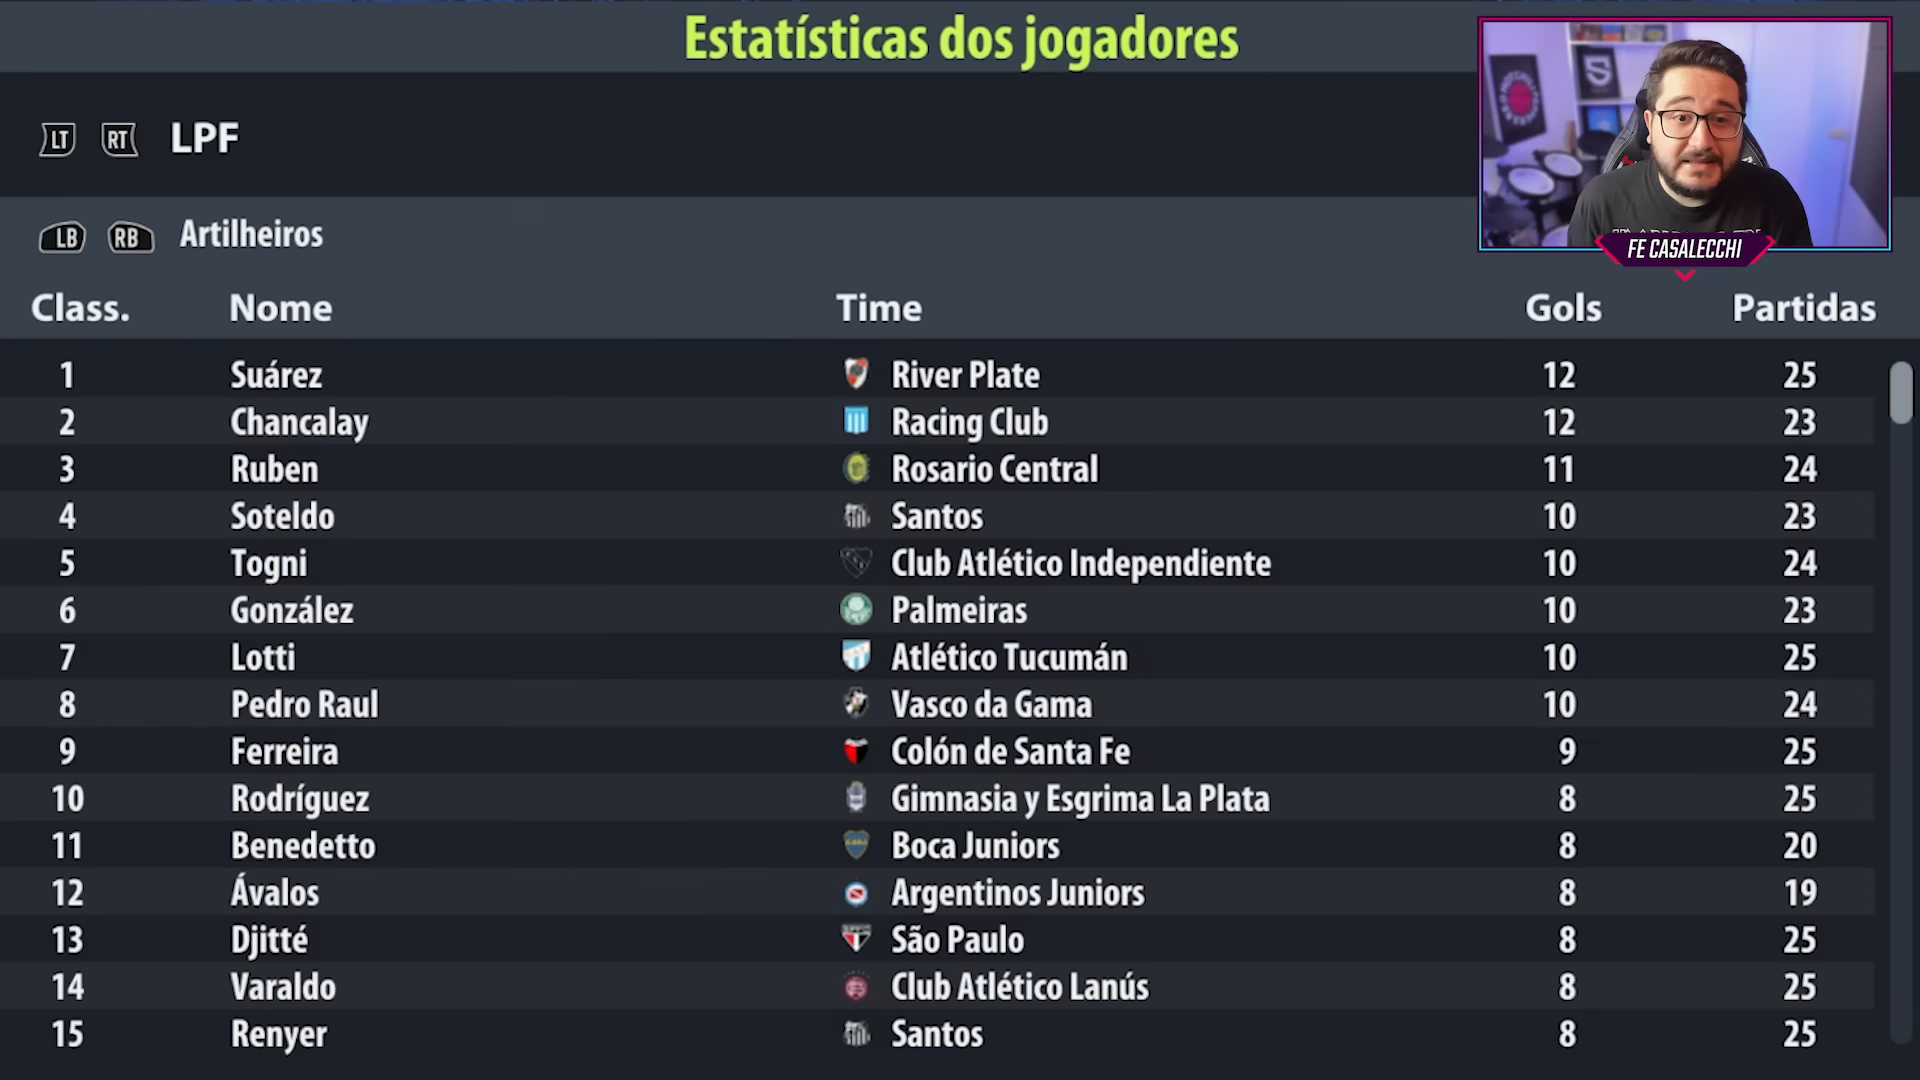 Estatísticas dos jogadores
LT RT LPF
LB RB Artilheiros
FE CASALECCHI
Class. Nome Time Gols Partidas
1 Suárez River Plate 12 25
2 Chancalay Racing Club 12 23
3 Ruben Rosario Central 11 24
4 Soteldo Santos 10 23
5 Togni Club Atlético Independiente 10 24
6 González Palmeiras 10 23
7 Lotti Atlético Tucumán 10 25
8 Pedro Raul Vasco da Gama 10 24
9 Ferreira Colón de Santa Fe 9 25
10 Rodríguez Gimnasia y Esgrima La Plata 8 25
11 Benedetto Boca Juniors 8 20
12 Ávalos Argentinos Juniors 8 19
13 Djitté São Paulo 8 25
14 Varaldo Club Atlético Lanús 8 25
15 Renyer Santos 8 25